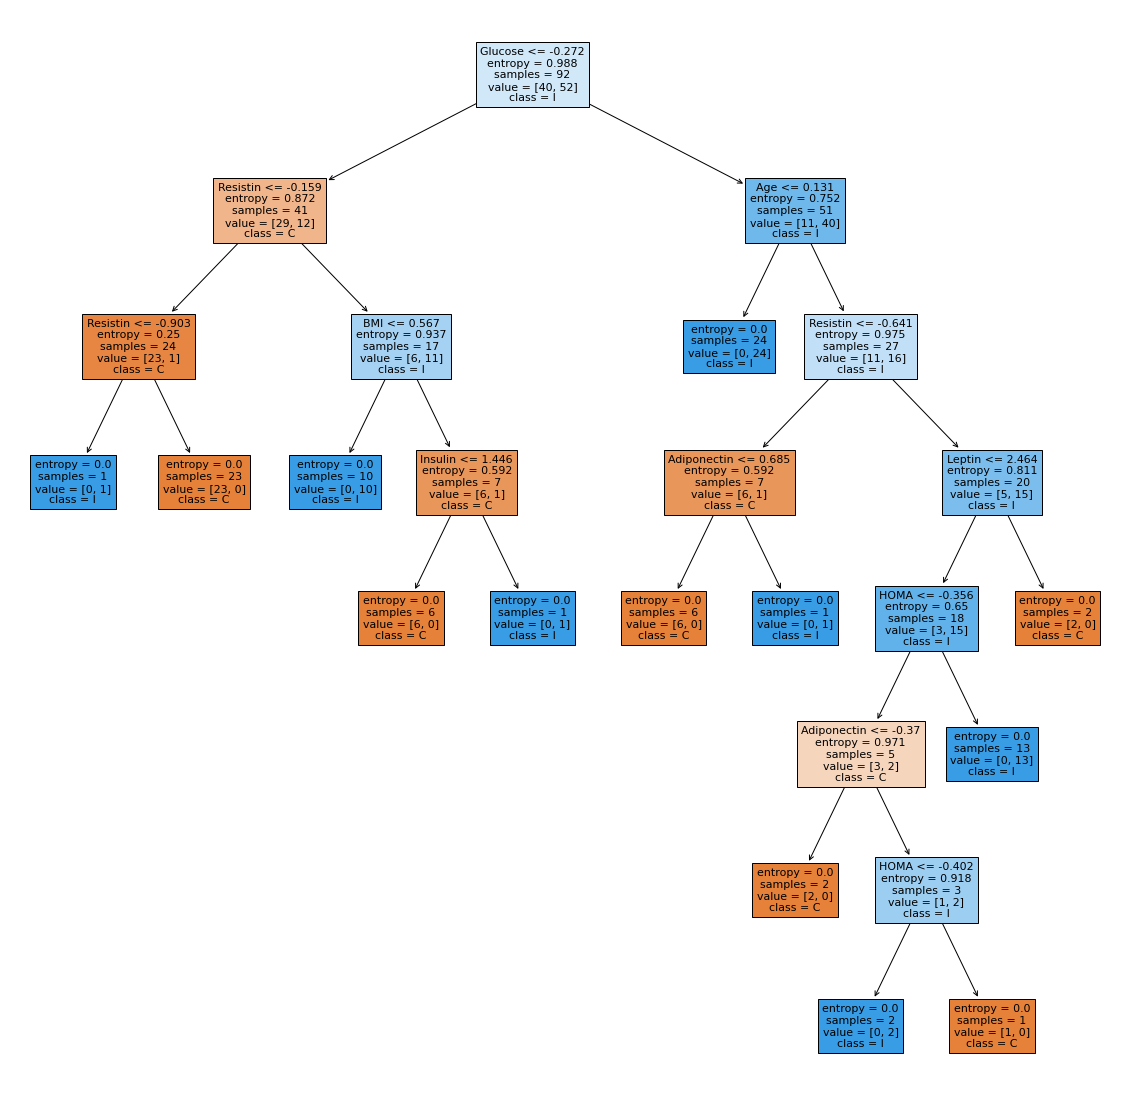 Glucose <= -0.272
entropy = 0.988
samples = 92
value = [40, 52]
class = I
Resistin <= -0.159
entropy = 0.872
samples = 41
value = [29, 12]
class = C
Age <= 0.131
entropy = 0.752
samples = 51
value = [11, 40]
class = I
Resistin <= -0.903
entropy = 0.25
samples = 24
value = [23, 1]
class = C
BMI <= 0.567
entropy = 0.937
samples = 17
value = [6, 11]
class = I
entropy = 0.0
samples = 24
value = [0, 24]
class = I
Resistin <= -0.641
entropy = 0.975
samples = 27
value = [11, 16]
class = I
entropy = 0.0
samples = 1
value = [0, 1]
class = I
entropy = 0.0
samples = 23
value = [23, 0]
class = C
entropy = 0.0
samples = 10
value = [0, 10]
class = I
Insulin <= 1.446
entropy = 0.592
samples = 7
value = [6, 1]
class = C
Adiponectin <= 0.685
entropy = 0.592
samples = 7
value = [6, 1]
class = C
Leptin <= 2.464
entropy = 0.811
samples = 20
value = [5, 15]
class = I
entropy = 0.0
samples = 6
value = [6, 0]
class = C
entropy = 0.0
samples = 1
value = [0, 1]
class = I
entropy = 0.0
samples = 6
value = [6, 0]
class = C
entropy = 0.0
samples = 1
value = [0, 1]
class = I
HOMA <= -0.356
entropy = 0.65
samples = 18
value = [3, 15]
class = I
entropy = 0.0
samples = 2
value = [2, 0]
class = C
Adiponectin <= -0.37
entropy = 0.971
samples = 5
value = [3, 2]
class = C
entropy = 0.0
samples = 13
value = [0, 13]
class = I
entropy = 0.0
samples = 2
value = [2, 0]
class = C
HOMA <= -0.402
entropy = 0.918
samples = 3
value = [1, 2]
class = I
entropy = 0.0
samples = 2
value = [0, 2]
class = I
entropy = 0.0
samples = 1
value = [1, 0]
class = C